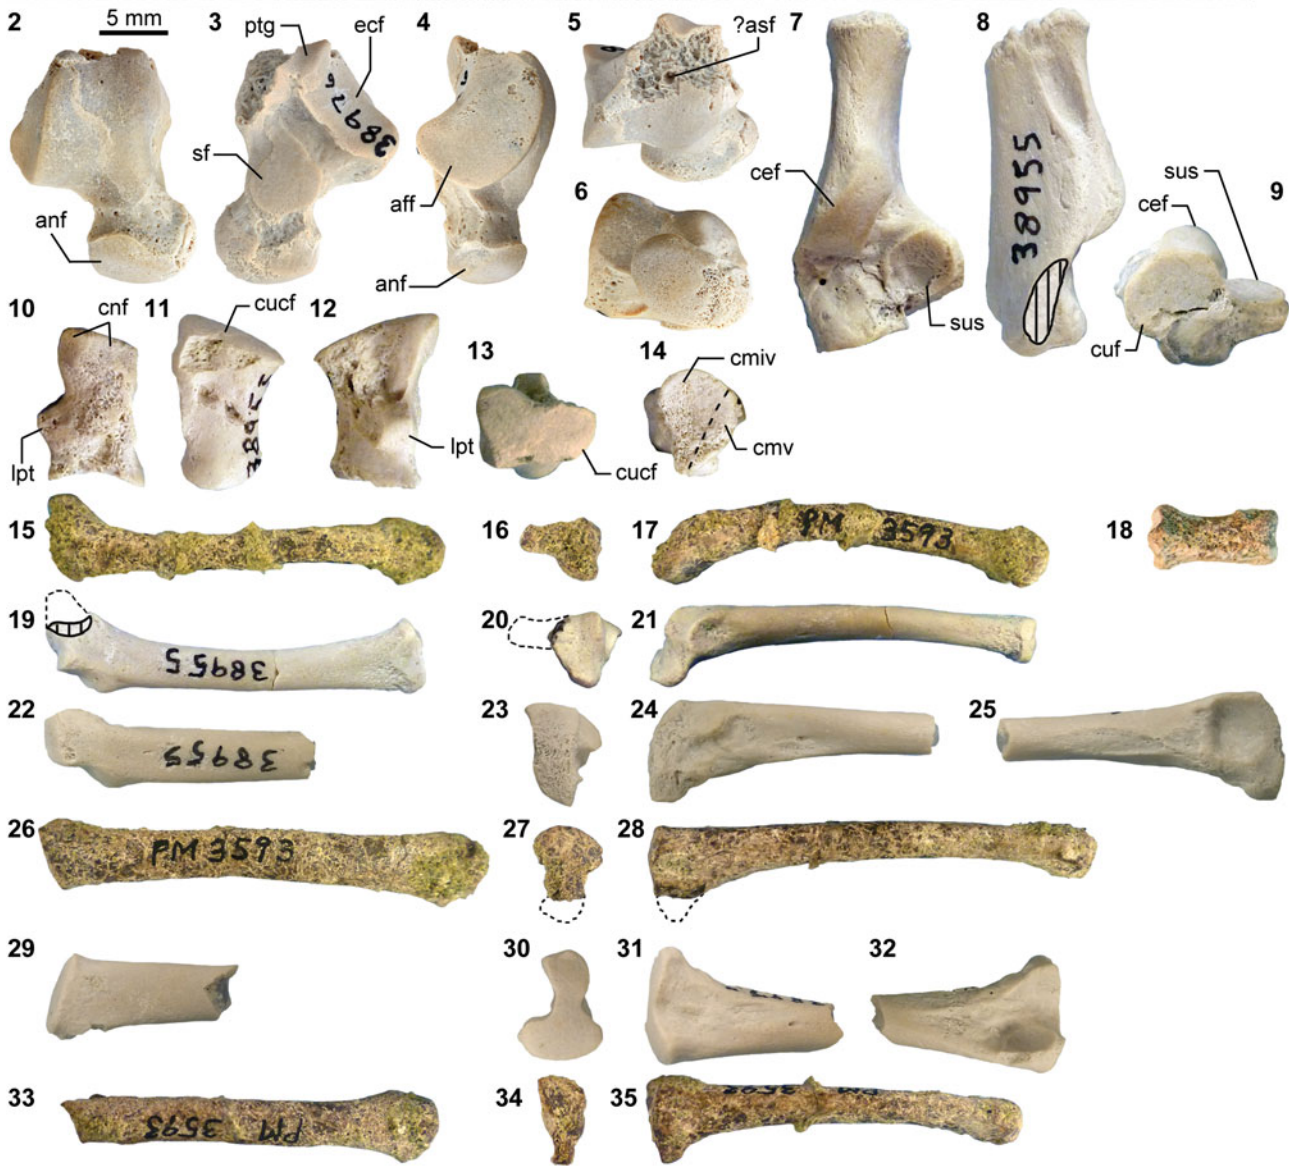 2 5 mm 3 ptg ecf 4 5 ?asf 7 8
38976
sf
anf
aff
anf
6
cef
sus
38955
sus
cef 9
cuf
10 cnf 11 cucf 12
lpt
lpt
13
cucf
14 cmiv
cmv
15 16 17 PM 3593 18
19 38955 20 21
22 38955 23 24 25
26 PM 3593 27 28
29 30 31 32
33 PM 3593 34 35